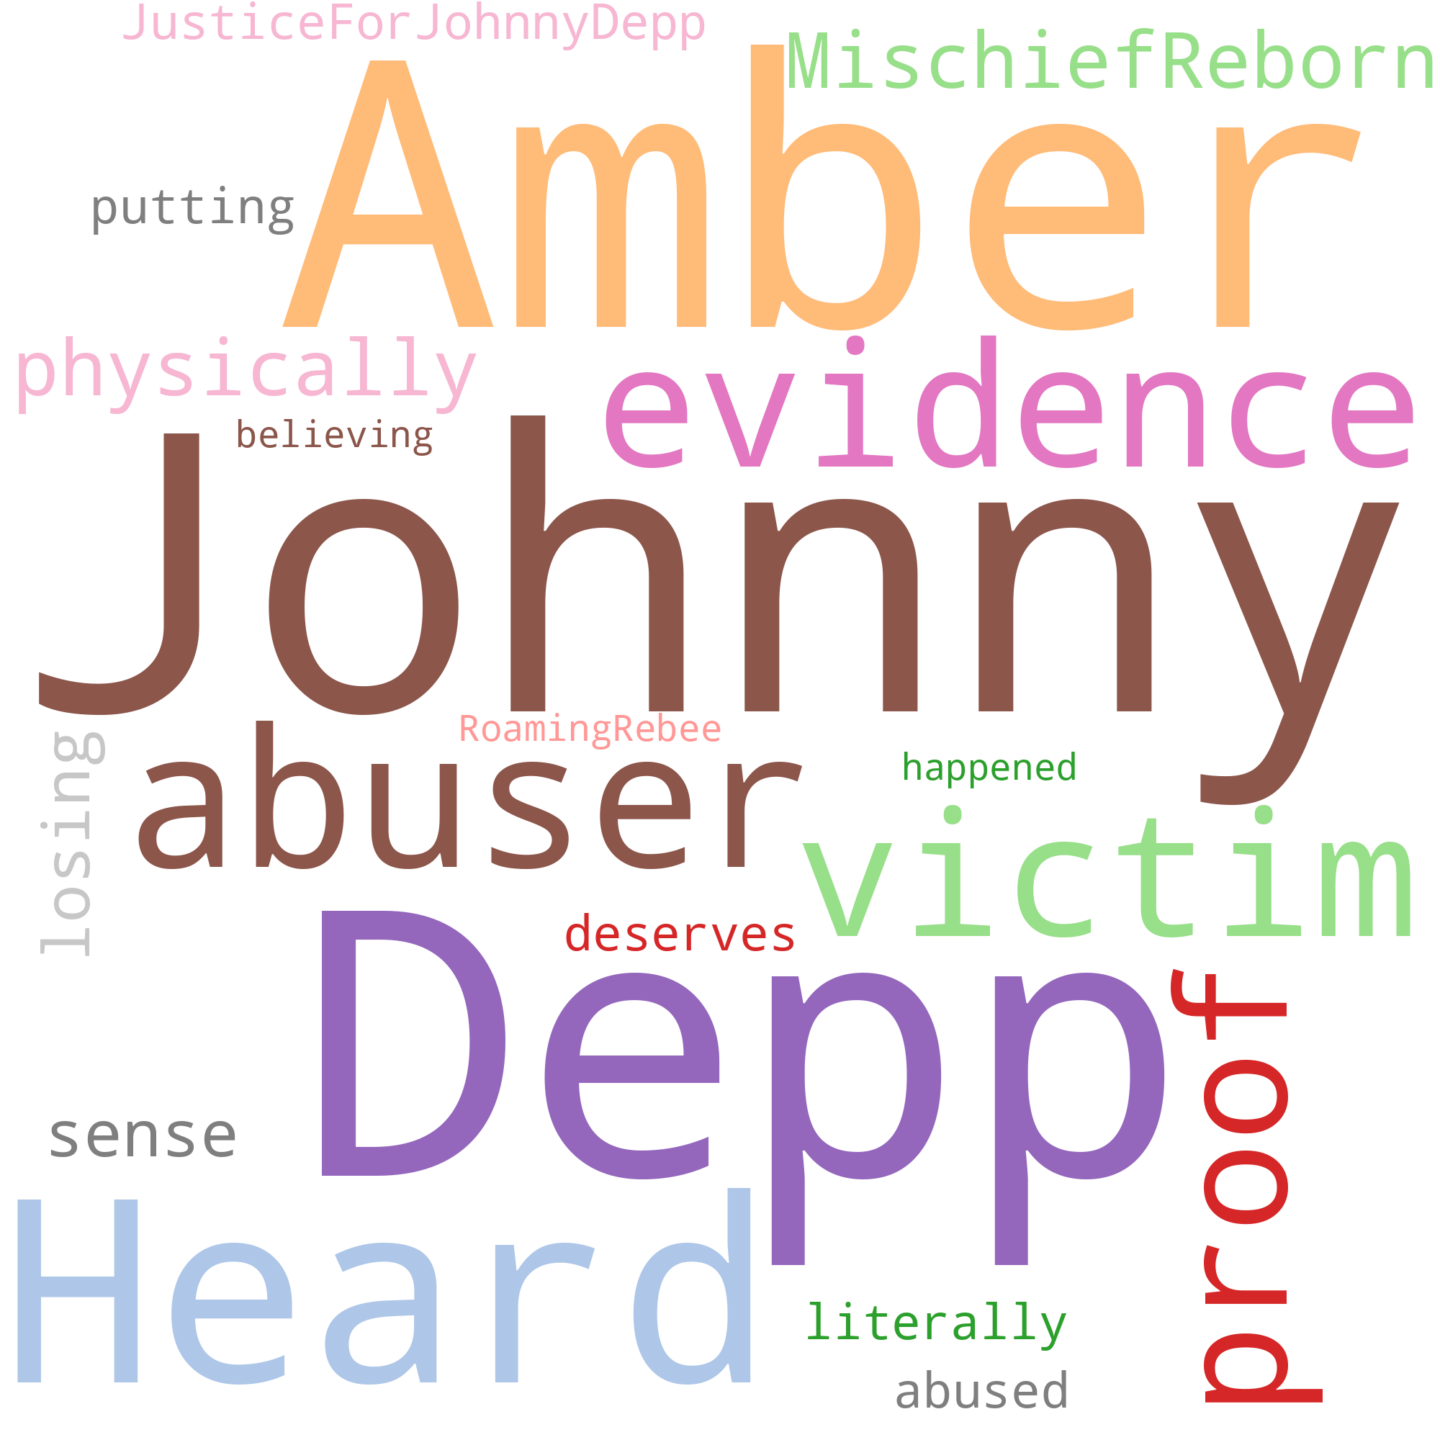 JusticeForJohnnyDepp
MischiefReborn
Amber
putting
physically
evidence
believing
Johnny
RoamingRebee
losing
abuser
happened
victim
deserves
Depp
proof
sense
Heard
literally
abused